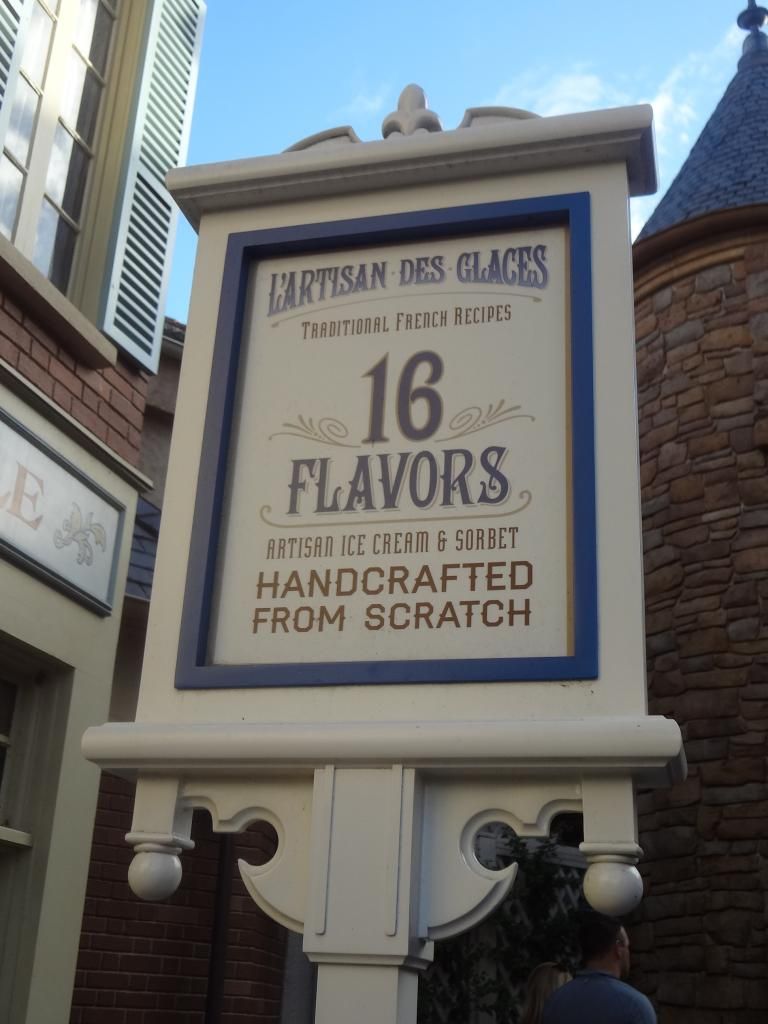 L'ARTISAN·DES·GLACES
TRADITIONAL FRENCH RECIPES
16
FLAVORS
ARTISAN ICE CREAM & SORBET
HANDCRAFTED
FROM SCRATCH